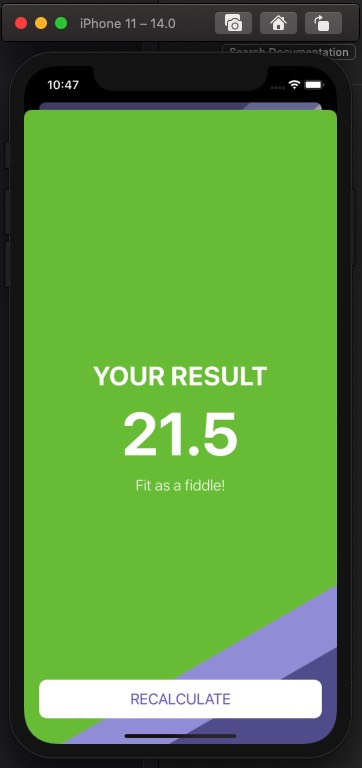 iPhone 11 – 14.0
Search Documentation
10:47
YOUR RESULT
21.5
Fit as a fiddle!
RECALCULATE